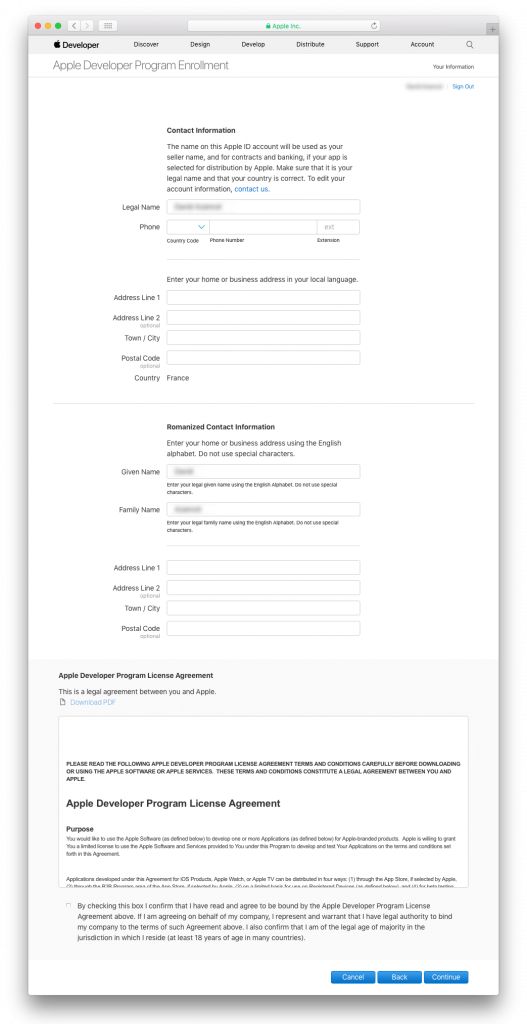 Apple Inc.
Developer Discover Design Develop Distribute Support Account
Apple Developer Program Enrollment
Your Information
Sign Out
Contact Information
The name on this Apple ID account will be used as your
seller name, and for contracts and banking, if your app is
selected for distribution by Apple. Make sure that it is your
legal name and that your country is correct. To edit your
account information, contact us.
Legal Name
Phone ext
Country Code Phone Number Extension
Enter your home or business address in your local language.
Address Line 1
Address Line 2
optional
Town / City
Postal Code
optional
Country France
Romanized Contact Information
Enter your home or business address using the English
alphabet. Do not use special characters.
Given Name
Enter your legal given name using the English Alphabet. Do not use special
characters.
Family Name
Enter your legal family name using the English Alphabet. Do not use special
characters.
Address Line 1
Address Line 2
optional
Town / City
Postal Code
optional
Apple Developer Program License Agreement
This is a legal agreement between you and Apple.
Download PDF
PLEASE READ THE FOLLOWING APPLE DEVELOPER PROGRAM LICENSE AGREEMENT TERMS AND CONDITIONS CAREFULLY BEFORE DOWNLOADING
OR USING THE APPLE SOFTWARE OR APPLE SERVICES. THESE TERMS AND CONDITIONS CONSTITUTE A LEGAL AGREEMENT BETWEEN YOU AND
APPLE.
Apple Developer Program License Agreement
Purpose
You would like to use the Apple Software (as defined below) to develop one or more Applications (as defined below) for Apple-branded products. Apple is willing to grant
You a limited license to use the Apple Software and Services provided to You under this Program to develop and test Your Applications on the terms and conditions set
forth in this Agreement.
Applications developed under this Agreement for iOS Products, Apple Watch, or Apple TV can be distributed in four ways: (1) through the App Store, if selected by Apple,
(2) through the B2B Program area of the App Store, if selected by Apple, (3) on a limited basis for use on Registered Devices (as defined below), and (4) for beta testing
By checking this box I confirm that I have read and agree to be bound by the Apple Developer Program License
Agreement above. If I am agreeing on behalf of my company, I represent and warrant that I have legal authority to bind
my company to the terms of such Agreement above. I also confirm that I am of the legal age of majority in the
jurisdiction in which I reside (at least 18 years of age in many countries).
Cancel Back Continue